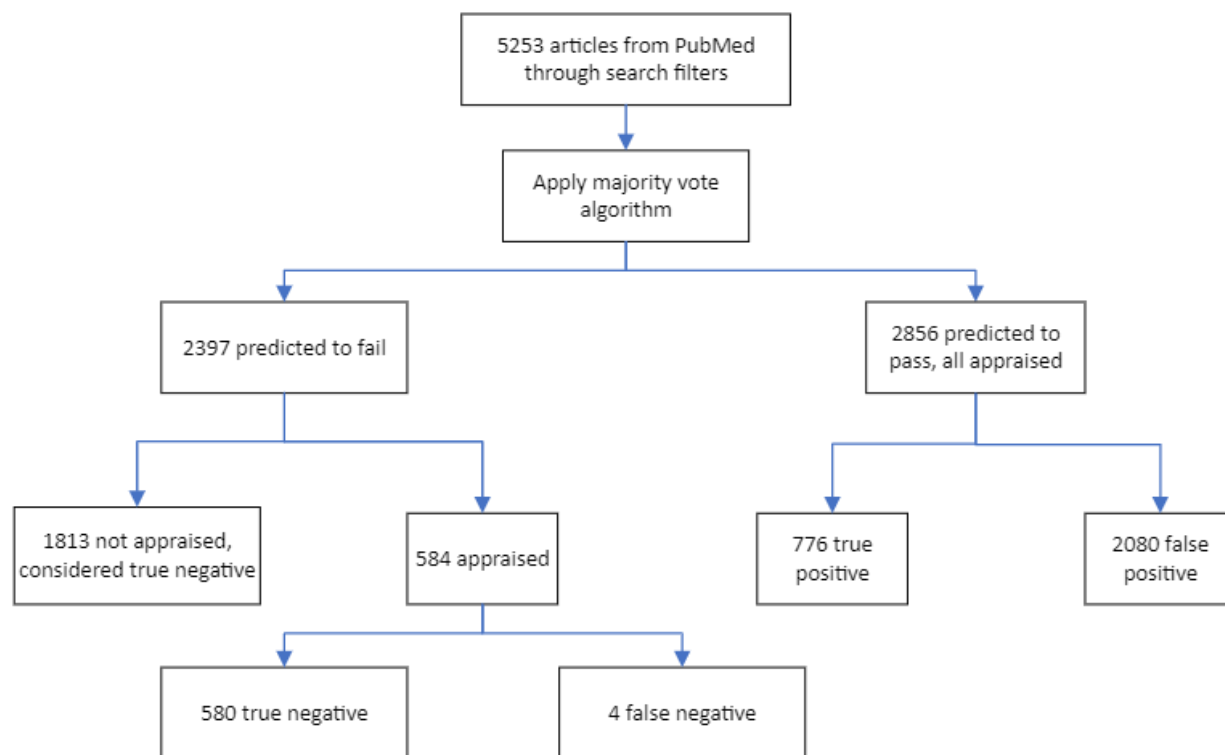 5253 articles from PubMed
through search filters
Apply majority vote
algorithm
2397 predicted to fail
2856 predicted to
pass, all appraised
1813 not appraised,
considered true negative
584 appraised
776 true
positive
2080 false
positive
580 true negative
4 false negative